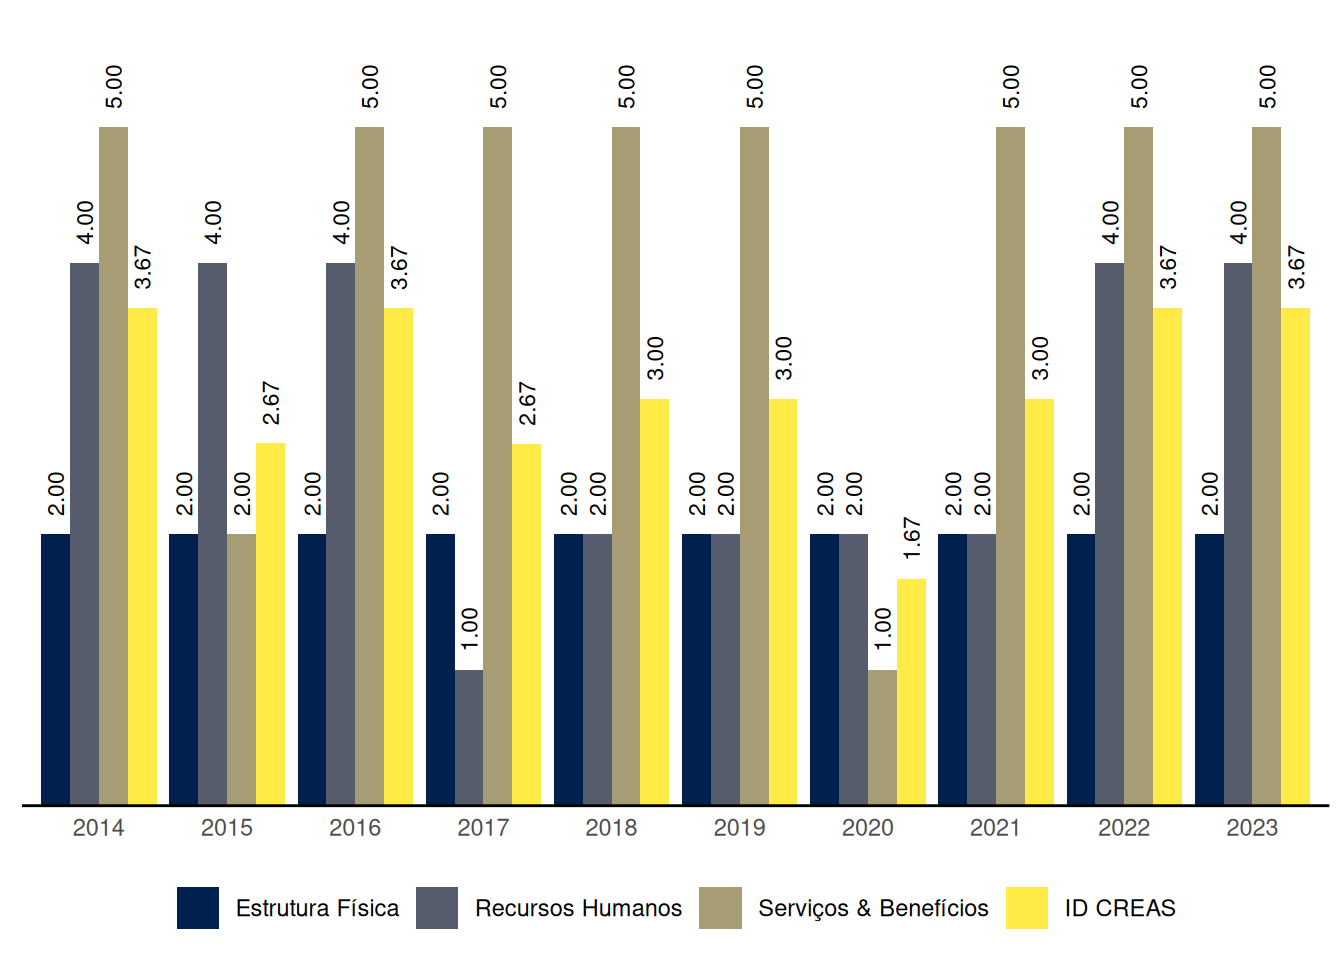 5.00 5.00 5.00 5.00 5.00 5.00 5.00 5.00
4.00 4.00 4.00 4.00 4.00
3.67 3.67 3.67 3.67
3.00 3.00 3.00
2.67 2.67
2.00 2.00 2.00 2.00 2.00 2.00 2.00 2.00 2.00 2.00 2.00 2.00 2.00 2.00 2.00
1.67
1.00 1.00
2014 2015 2016 2017 2018 2019 2020 2021 2022 2023
Estrutura Física Recursos Humanos Serviços & Benefícios ID CREAS